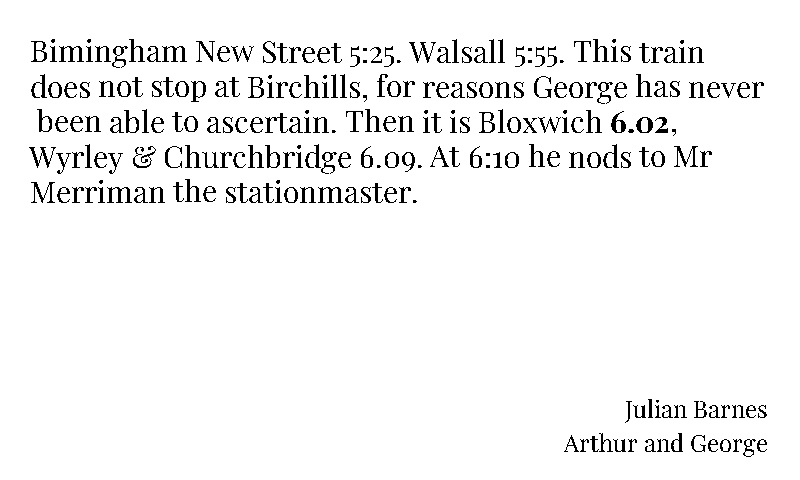 Bimingham New Street 5:25. Walsall 5:55. This train
does not stop at Birchills, for reasons George has never
been able to ascertain. Then it is Bloxwich 6.02,
Wyrley & Churchbridge 6.09. At 6:10 he nods to Mr
Merriman the stationmaster.
Julian Barnes
Arthur and George